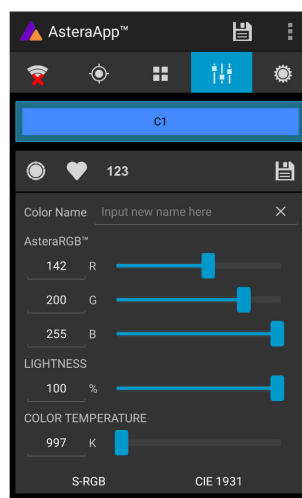 AsteraApp™
C1
123
Color Name Input new name here
AsteraRGB™
142 R
200 G
255 B
LIGHTNESS
100 %
COLOR TEMPERATURE
997 K
S-RGB CIE 1931